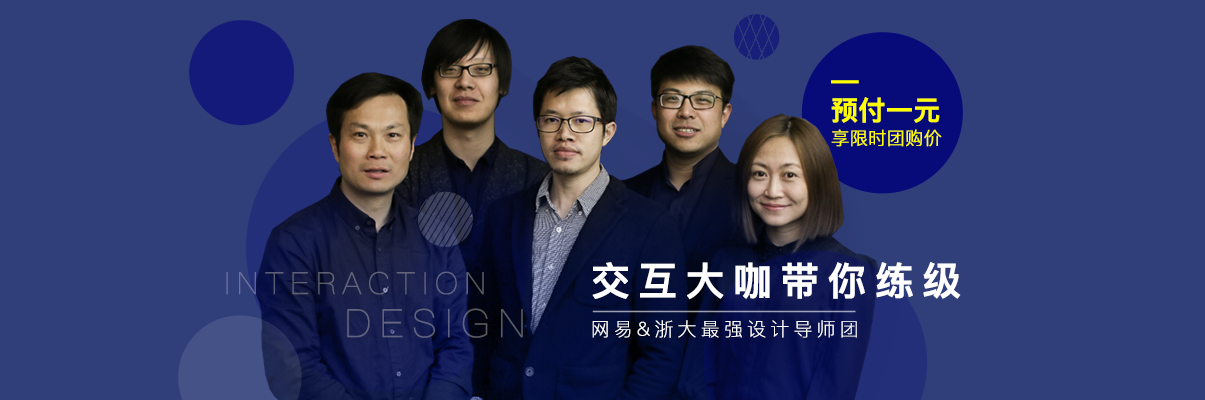 预付一元
享限时团购价
INTERACTION
DESIGN
交互大咖带你练级
网易&浙大最强设计导师团